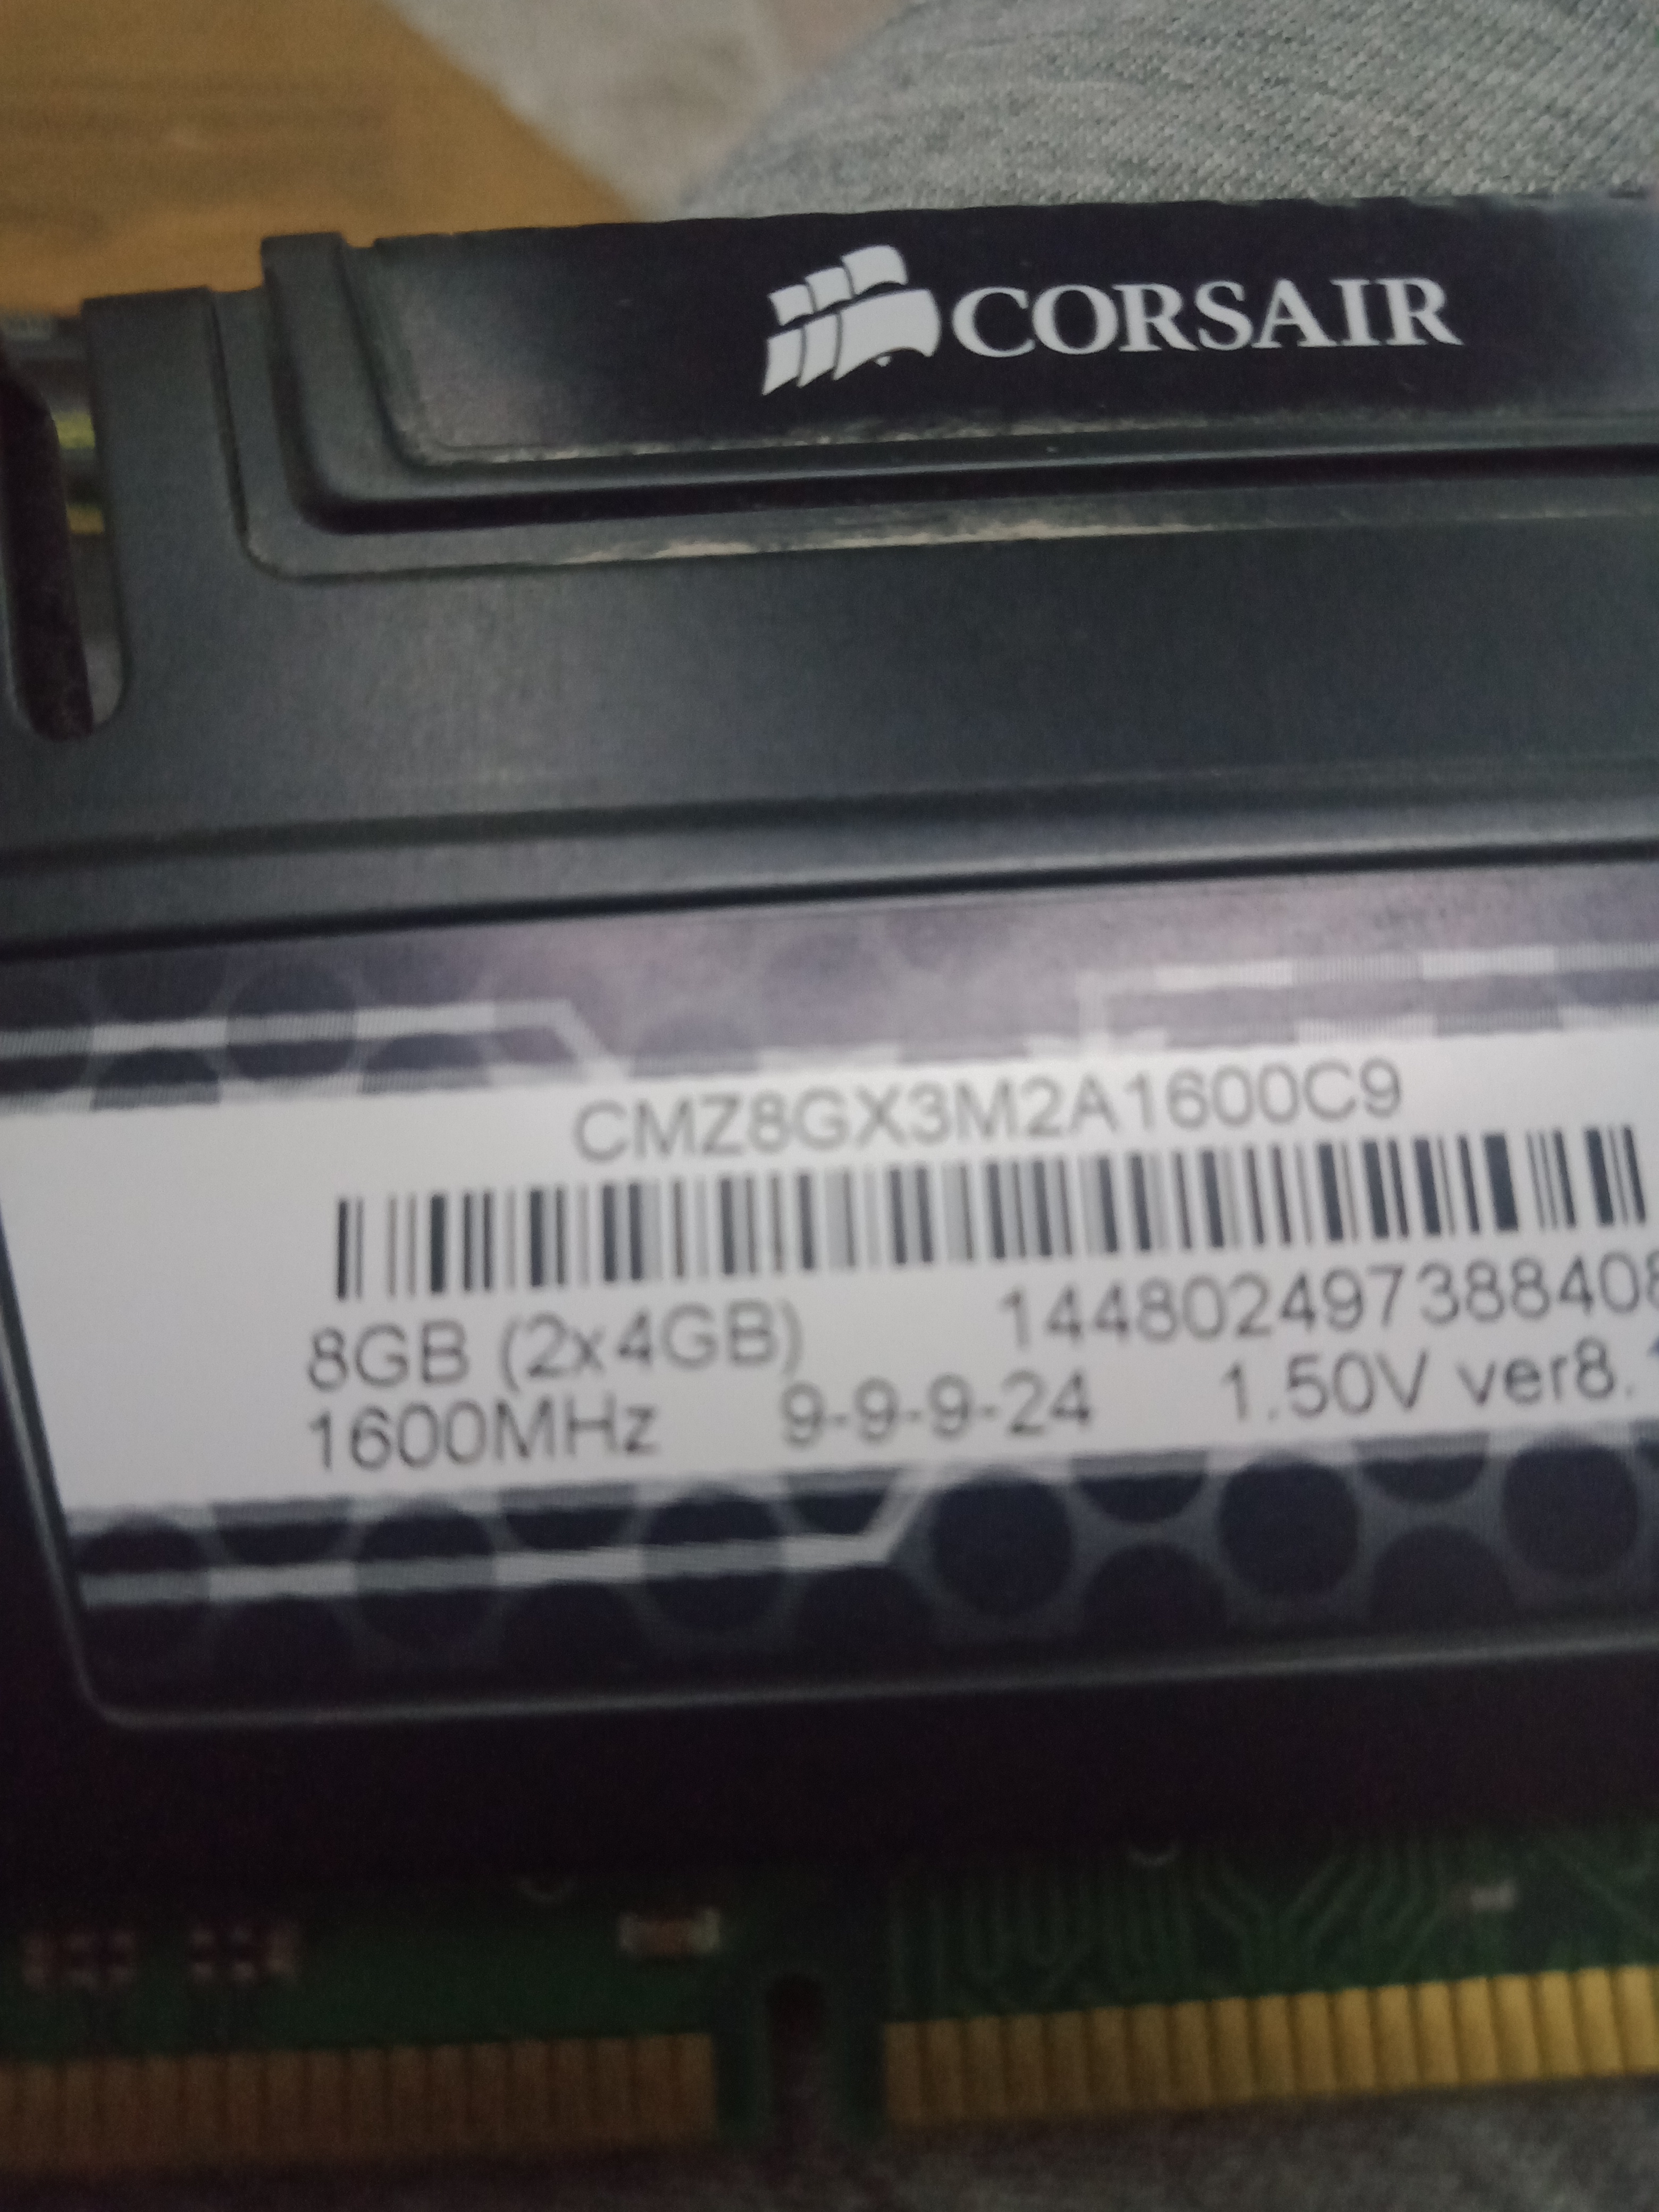 CORSAIR
CMZ8GX3M2A1600C9
8GB (2x4GB) 144802497388408
1600MHz 9-9-9-24 1.50V ver8.